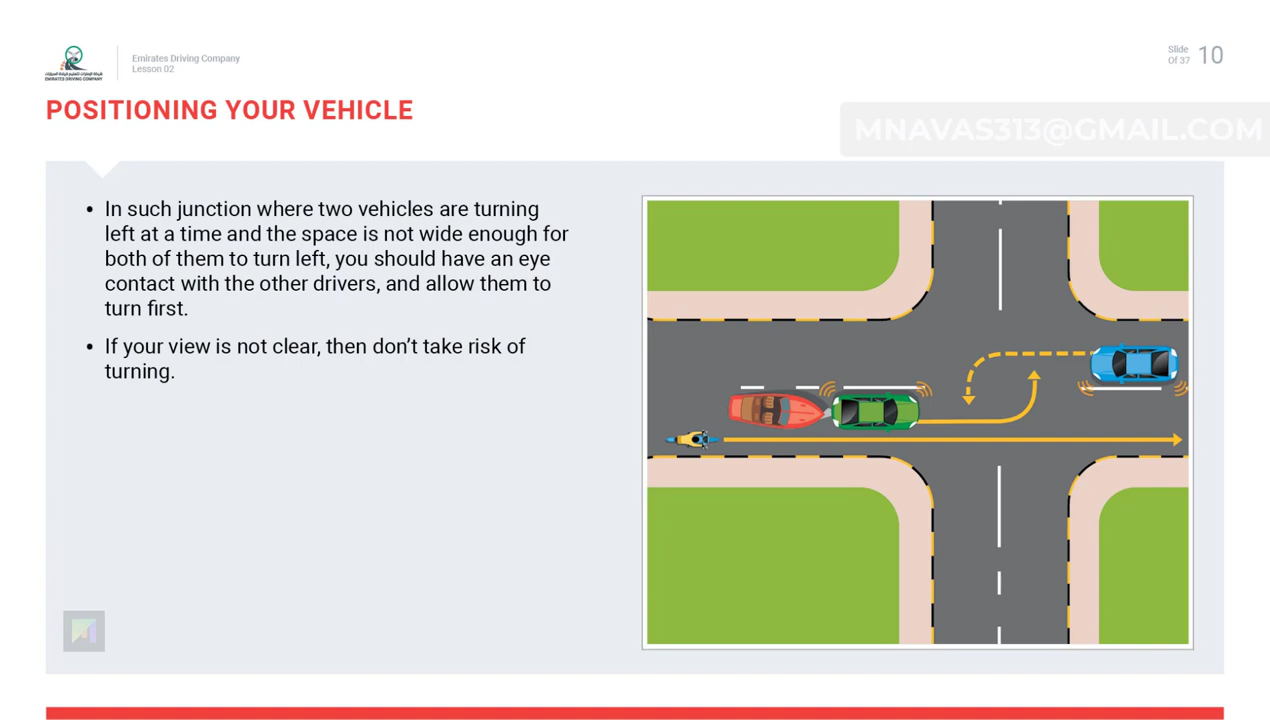 Emirates Driving Company
Lesson 02
Slide
Of 37
10
EMIRATES DRIVING COMPANY
POSITIONING YOUR VEHICLE
MNAVAS313@GMAIL.COM
• In such junction where two vehicles are turning
left at a time and the space is not wide enough for
both of them to turn left, you should have an eye
contact with the other drivers, and allow them to
turn first.
• If your view is not clear, then don’t take risk of
turning.